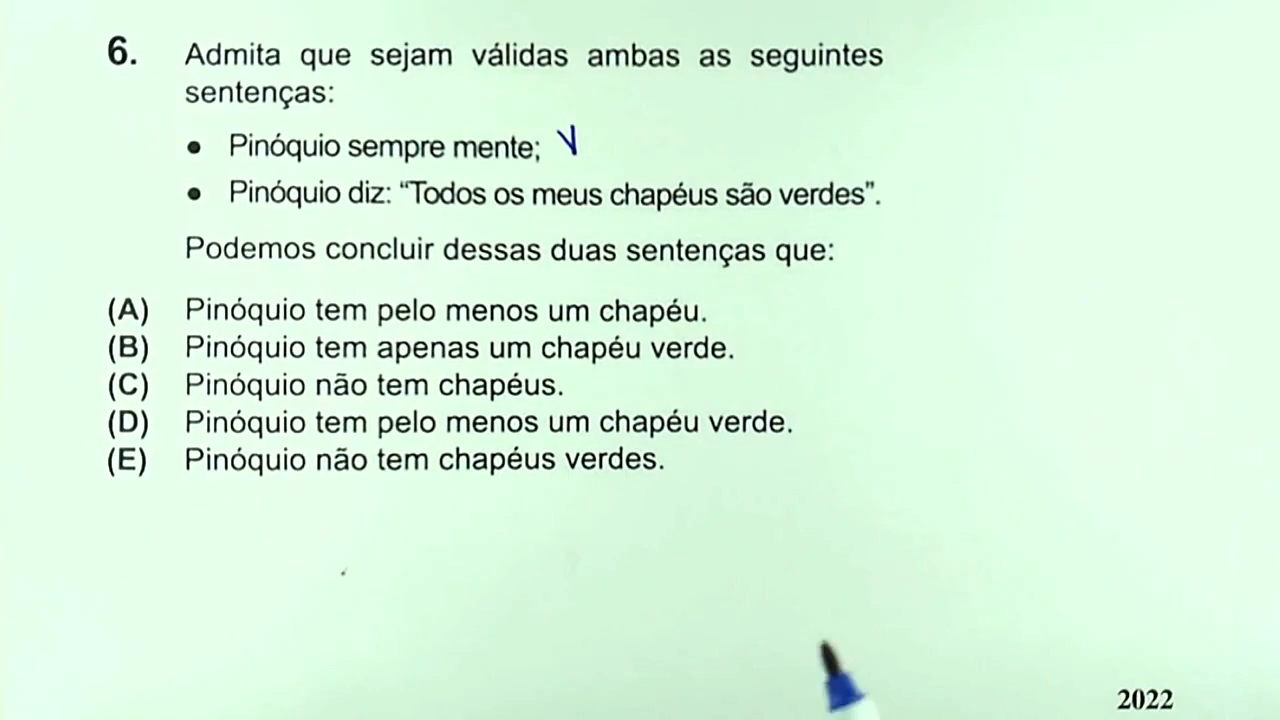 6. Admita que sejam válidas ambas as seguintes
sentenças:
• Pinóquio sempre mente; V
• Pinóquio diz: “Todos os meus chapéus são verdes”.
Podemos concluir dessas duas sentenças que:
(A) Pinóquio tem pelo menos um chapéu.
(B) Pinóquio tem apenas um chapéu verde.
(C) Pinóquio não tem chapéus.
(D) Pinóquio tem pelo menos um chapéu verde.
(E) Pinóquio não tem chapéus verdes.
2022